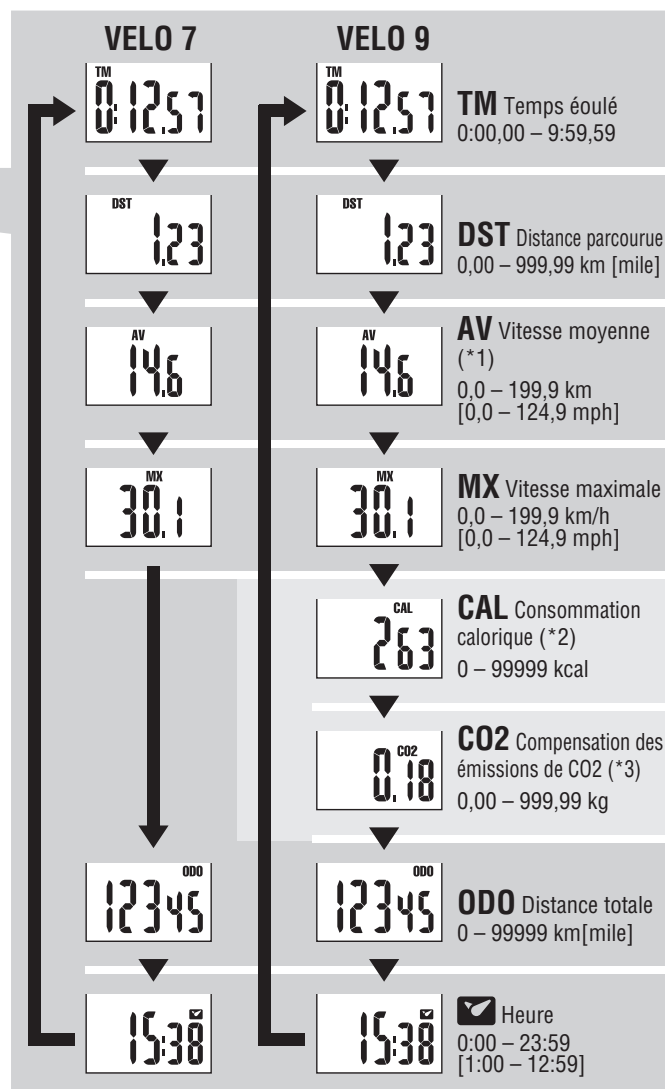 VELO 7 VELO 9
TM TM
0:12,57 0:12,57
TM Temps éoulé
0:00,00 – 9:59,59
DST DST
1,23 1,23
DST Distance parcourue
0,00 – 999,99 km [mile]
AV AV
14,6 14,6
AV Vitesse moyenne
(*1)
0,0 – 199,9 km
[0,0 – 124,9 mph]
MX MX
30,1 30,1
MX Vitesse maximale
0,0 – 199,9 km/h
[0,0 – 124,9 mph]
CAL
263
CAL Consommation
calorique (*2)
0 – 99999 kcal
CO2
0,18
CO2 Compensation des
émissions de CO2 (*3)
0,00 – 999,99 kg
ODO ODO
12345 12345
ODO Distance totale
0 – 99999 km[mile]
15:38 15:38
Heure
0:00 – 23:59
[1:00 – 12:59]